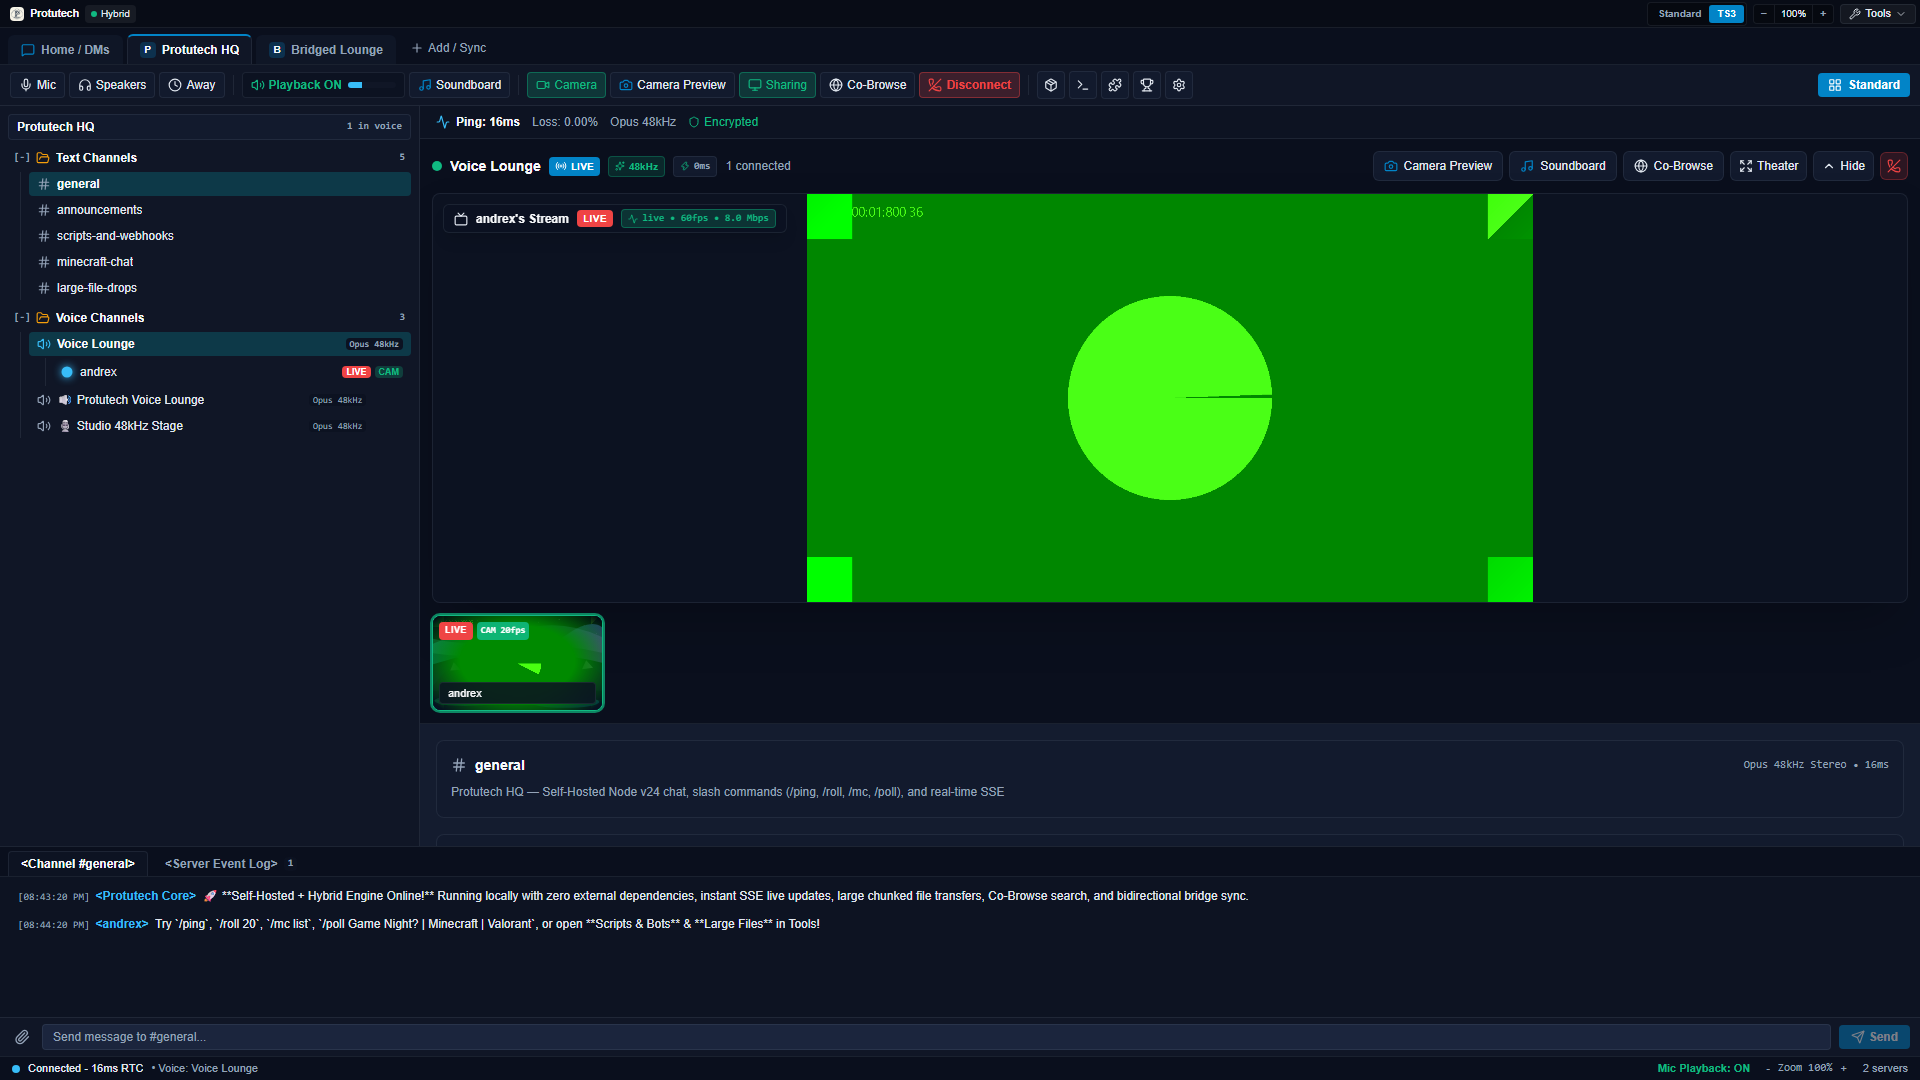 Protutech Hybrid Standard TS3 − 100% + Tools
Home / DMs P Protutech HQ B Bridged Lounge + Add / Sync
Mic Speakers Away Playback ON Soundboard Camera Camera Preview Sharing Co-Browse Disconnect Standard
Protutech HQ 1 in voice
[-] Text Channels 5
# general
# announcements
# scripts-and-webhooks
# minecraft-chat
# large-file-drops
[-] Voice Channels 3
Voice Lounge Opus 48kHz
andrex LIVE CAM
Protutech Voice Lounge Opus 48kHz
Studio 48kHz Stage Opus 48kHz
Ping: 16ms Loss: 0.00% Opus 48kHz Encrypted
Voice Lounge LIVE 48kHz 0ms 1 connected Camera Preview Soundboard Co-Browse Theater Hide
andrex's Stream LIVE live • 60fps • 8.0 Mbps
00:01:800 36
LIVE CAM 20fps
andrex
# general Opus 48kHz Stereo • 16ms
Protutech HQ — Self-Hosted Node v24 chat, slash commands (/ping, /roll, /mc, /poll), and real-time SSE
<Channel #general> <Server Event Log> 1
[08:43:20 PM] <Protutech Core> 🚀 **Self-Hosted + Hybrid Engine Online!** Running locally with zero external dependencies, instant SSE live updates, large chunked file transfers, Co-Browse search, and bidirectional bridge sync.
[08:44:20 PM] <andrex> Try `/ping`, `/roll 20`, `/mc list`, `/poll Game Night? | Minecraft | Valorant`, or open **Scripts & Bots** & **Large Files** in Tools!
Send message to #general... Send
Connected - 16ms RTC • Voice: Voice Lounge Mic Playback: ON - Zoom 100% + 2 servers